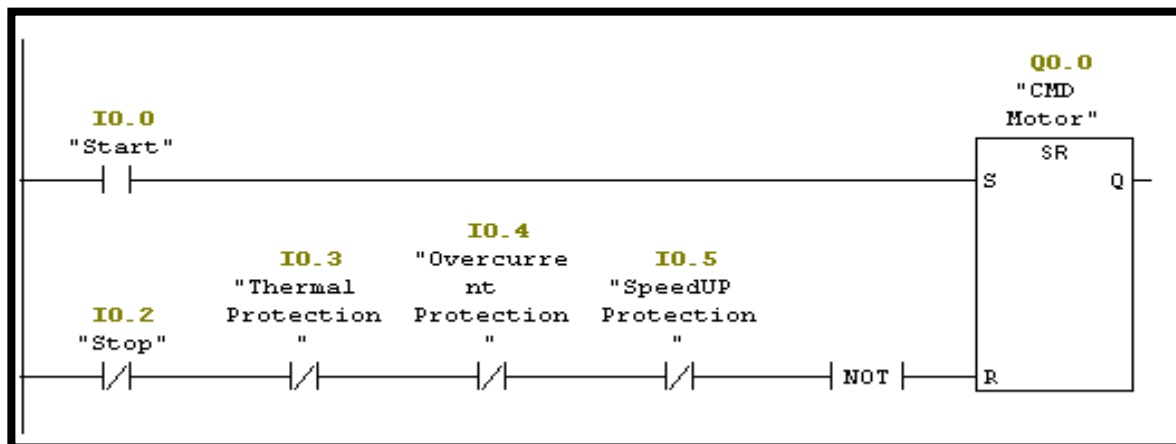 Q0.0
"CMD
Motor"
SR
I0.0
"Start"
S
Q
I0.4
"Overcurre
nt
Protection
"
I0.3
"Thermal
Protection
"
I0.5
"SpeedUP
Protection
"
I0.2
"Stop"
NOT
R